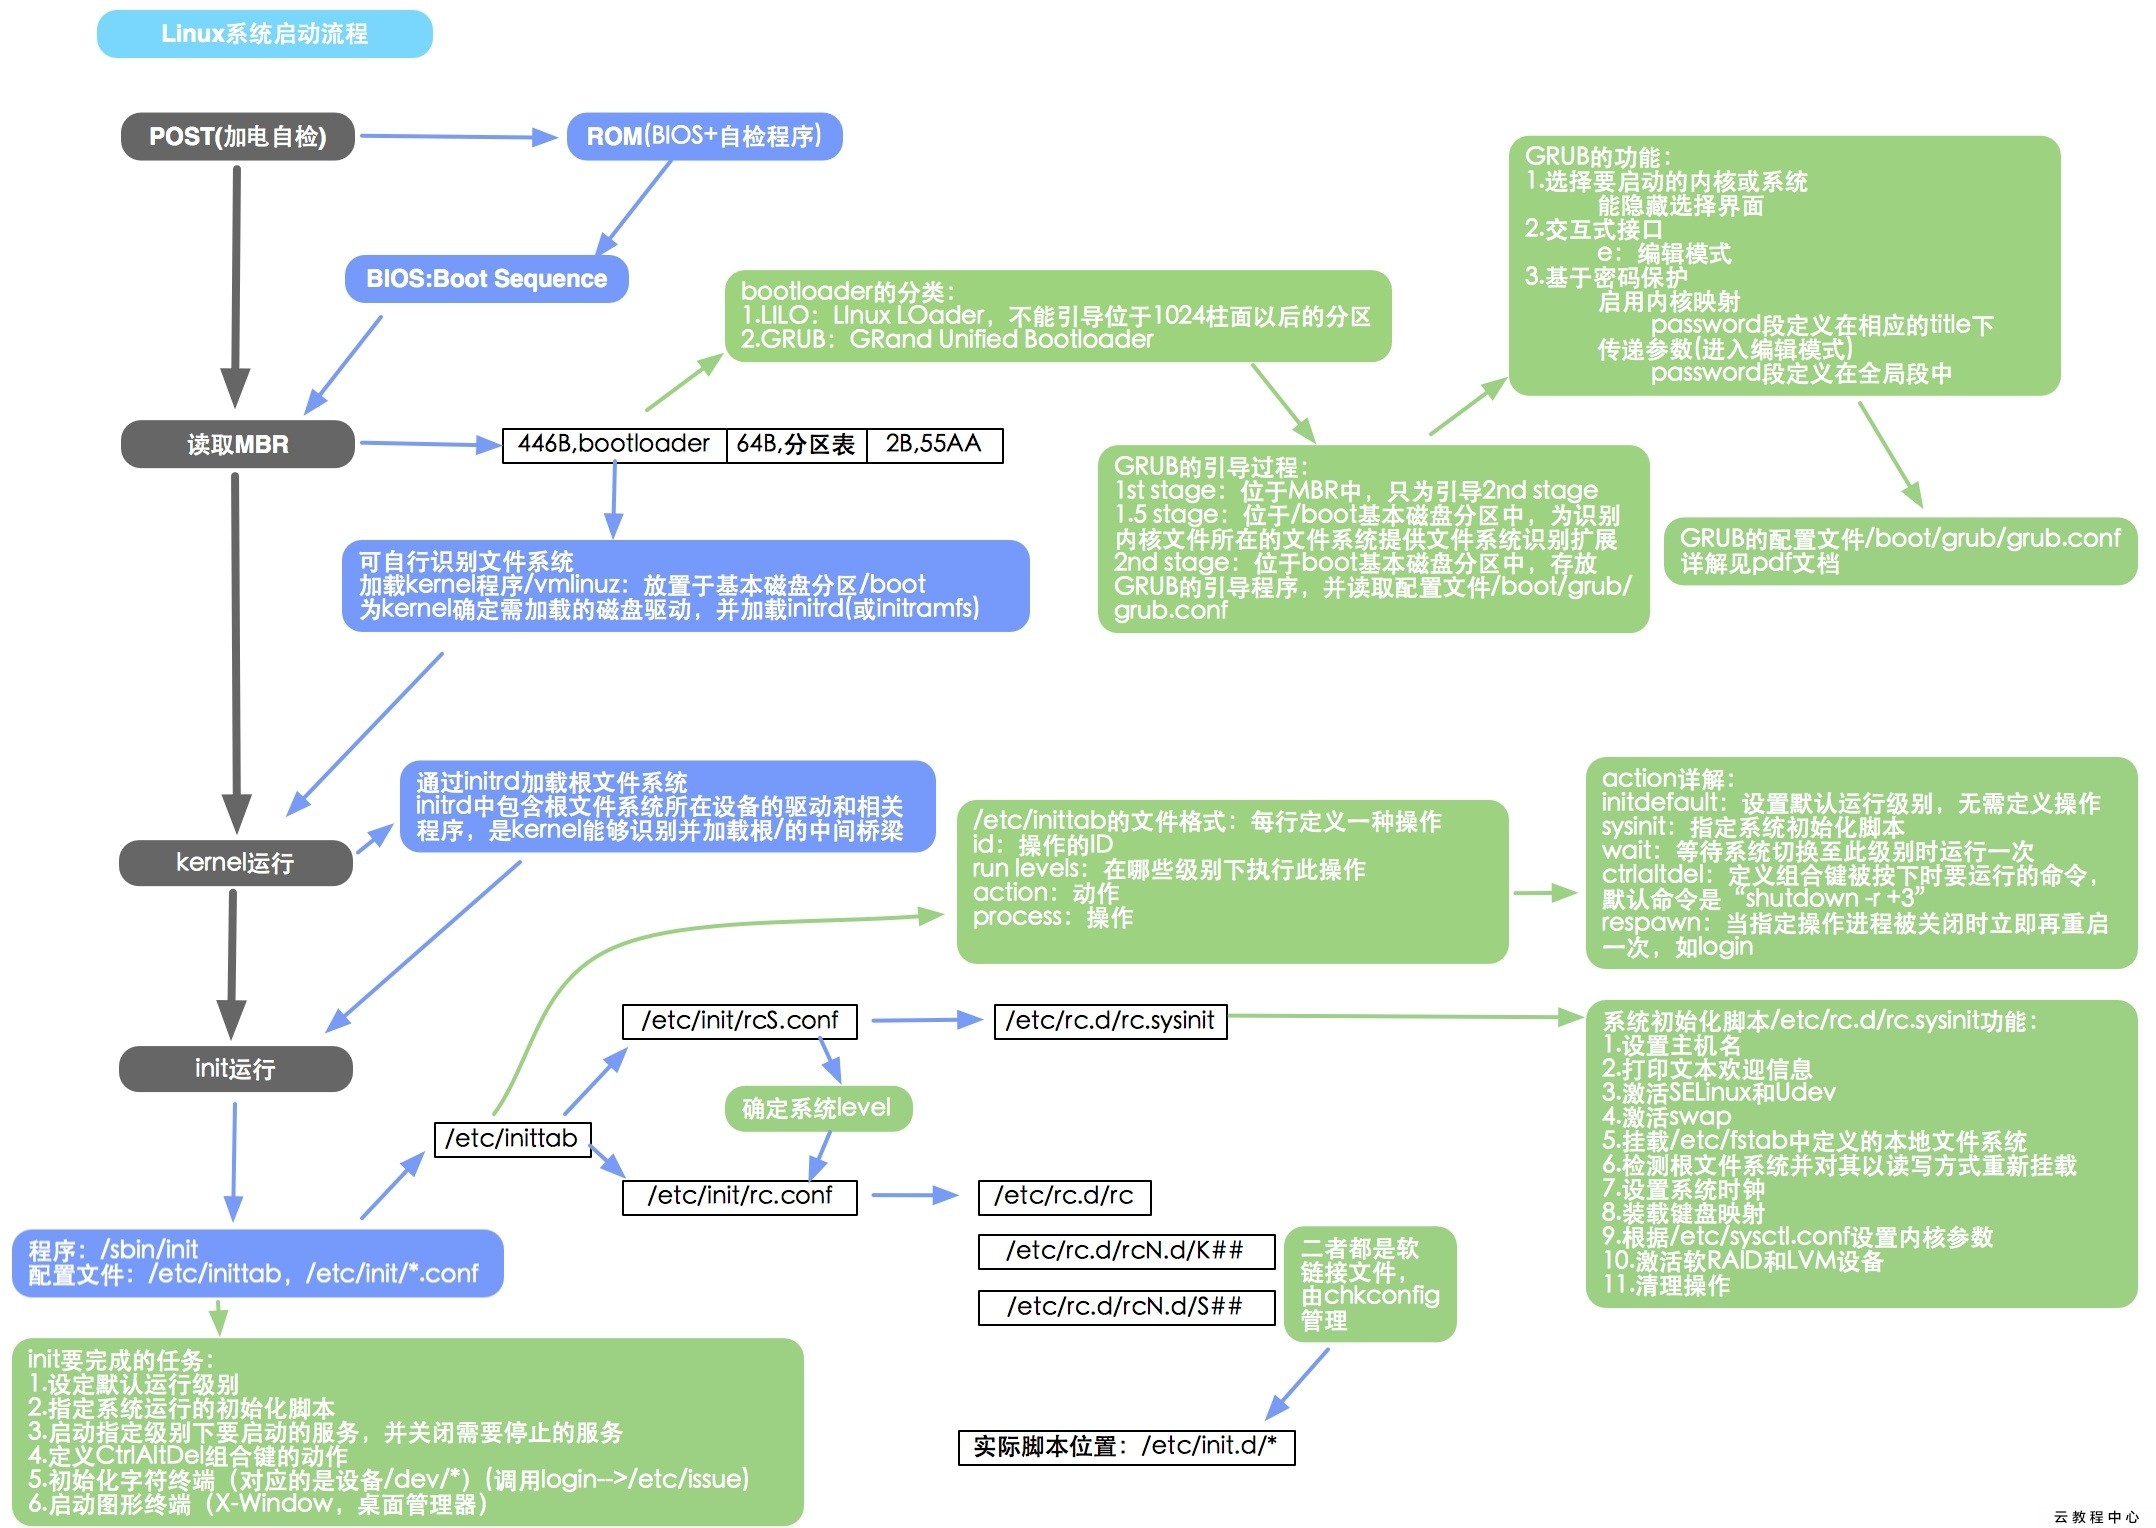 Linux系统启动流程
POST(加电自检)
ROM(BIOS+自检程序)
BIOS:Boot Sequence
读取MBR
446B,bootloader
64B,分区表
2B,55AA
bootloader的分类：
1.LILO：LInux LOader，不能引导位于1024柱面以后的分区
2.GRUB：GRand Unified Bootloader
GRUB的引导过程：
1st stage：位于MBR中，只为引导2nd stage
1.5 stage：位于/boot基本磁盘分区中，为识别
内核文件所在的文件系统提供文件系统识别扩展
2nd stage：位于boot基本磁盘分区中，存放
GRUB的引导程序，并读取配置文件/boot/grub/
grub.conf
GRUB的功能：
1.选择要启动的内核或系统
能隐藏选择界面
2.交互式接口
e：编辑模式
3.基于密码保护
启用内核映射
password段定义在相应的title下
传递参数(进入编辑模式)
password段定义在全局段中
GRUB的配置文件/boot/grub/grub.conf
详解见pdf文档
可自行识别文件系统
加载kernel程序/vmlinuz：放置于基本磁盘分区/boot
为kernel确定需加载的磁盘驱动，并加载initrd(或initramfs)
kernel运行
通过initrd加载根文件系统
initrd中包含根文件系统所在设备的驱动和相关
程序，是kernel能够识别并加载根/的中间桥梁
init运行
程序：/sbin/init
配置文件：/etc/inittab，/etc/init/*.conf
init要完成的任务：
1.设定默认运行级别
2.指定系统运行的初始化脚本
3.启动指定级别下要启动的服务，并关闭需要停止的服务
4.定义CtrlAltDel组合键的动作
5.初始化字符终端（对应的是设备/dev/*）(调用login-->/etc/issue)
6.启动图形终端（X-Window，桌面管理器）
/etc/inittab
/etc/inittab的文件格式：每行定义一种操作
id：操作的ID
run levels：在哪些级别下执行此操作
action：动作
process：操作
action详解：
initdefault：设置默认运行级别，无需定义操作
sysinit：指定系统初始化脚本
wait：等待系统切换至此级别时运行一次
ctrlaltdel：定义组合键被按下时要运行的命令，
默认命令是“shutdown -r +3”
respawn：当指定操作进程被关闭时立即再重启
一次，如login
/etc/init/rcS.conf
/etc/rc.d/rc.sysinit
系统初始化脚本/etc/rc.d/rc.sysinit功能：
1.设置主机名
2.打印文本欢迎信息
3.激活SELinux和Udev
4.激活swap
5.挂载/etc/fstab中定义的本地文件系统
6.检测根文件系统并对其以读写方式重新挂载
7.设置系统时钟
8.装载键盘映射
9.根据/etc/sysctl.conf设置内核参数
10.激活软RAID和LVM设备
11.清理操作
确定系统level
/etc/init/rc.conf
/etc/rc.d/rc
/etc/rc.d/rcN.d/K##
/etc/rc.d/rcN.d/S##
二者都是软
链接文件，
由chkconfig
管理
实际脚本位置：/etc/init.d/*
云教程中心